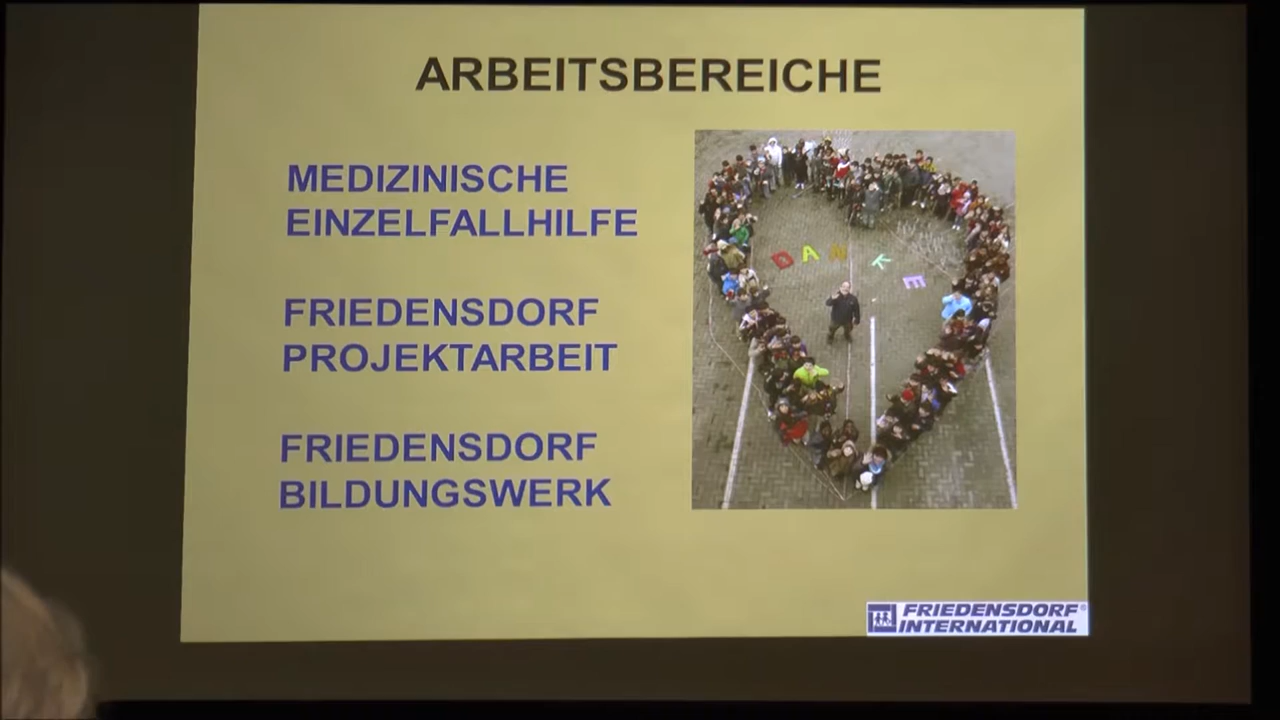 ARBEITSBEREICHE
MEDIZINISCHE
EINZELFALLHILFE
FRIEDENSDORF
PROJEKTARBEIT
FRIEDENSDORF
BILDUNGSWERK
DANKE
FRIEDENSDORF®
INTERNATIONAL